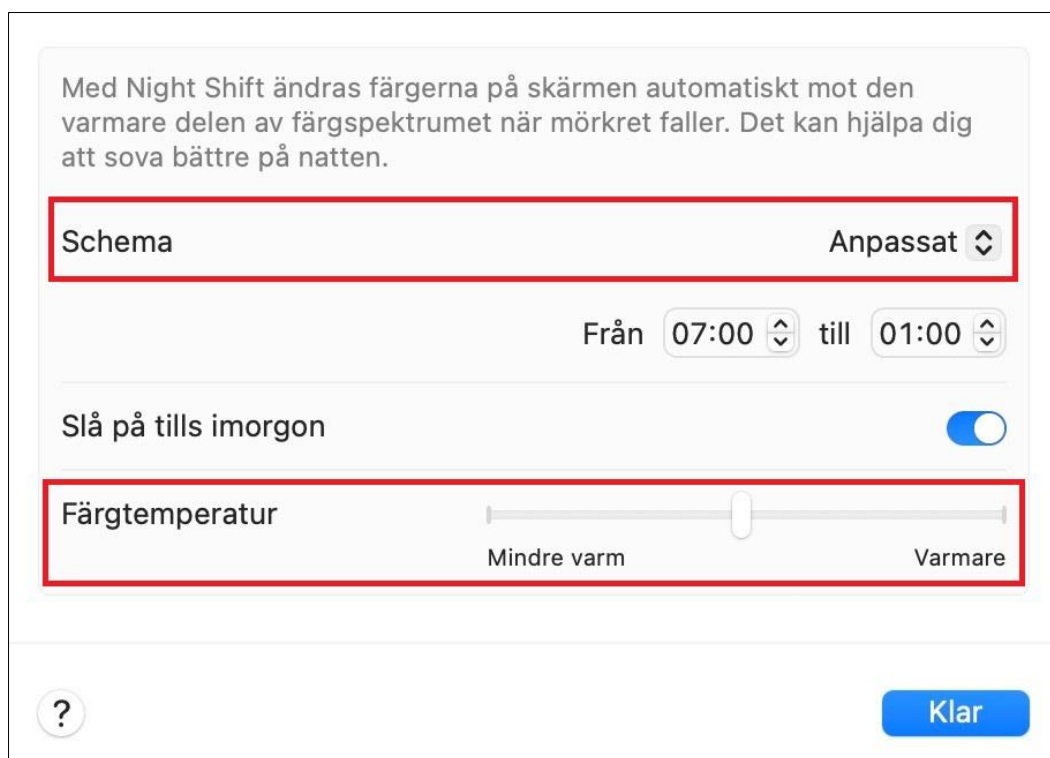 Med Night Shift ändras färgerna på skärmen automatiskt mot den
varmare delen av färgspektrumet när mörkret faller. Det kan hjälpa dig
att sova bättre på natten.
Schema Anpassat
Från 07:00 till 01:00
Slå på tills imorgon
Färgtemperatur
Mindre varm Varmare
? Klar